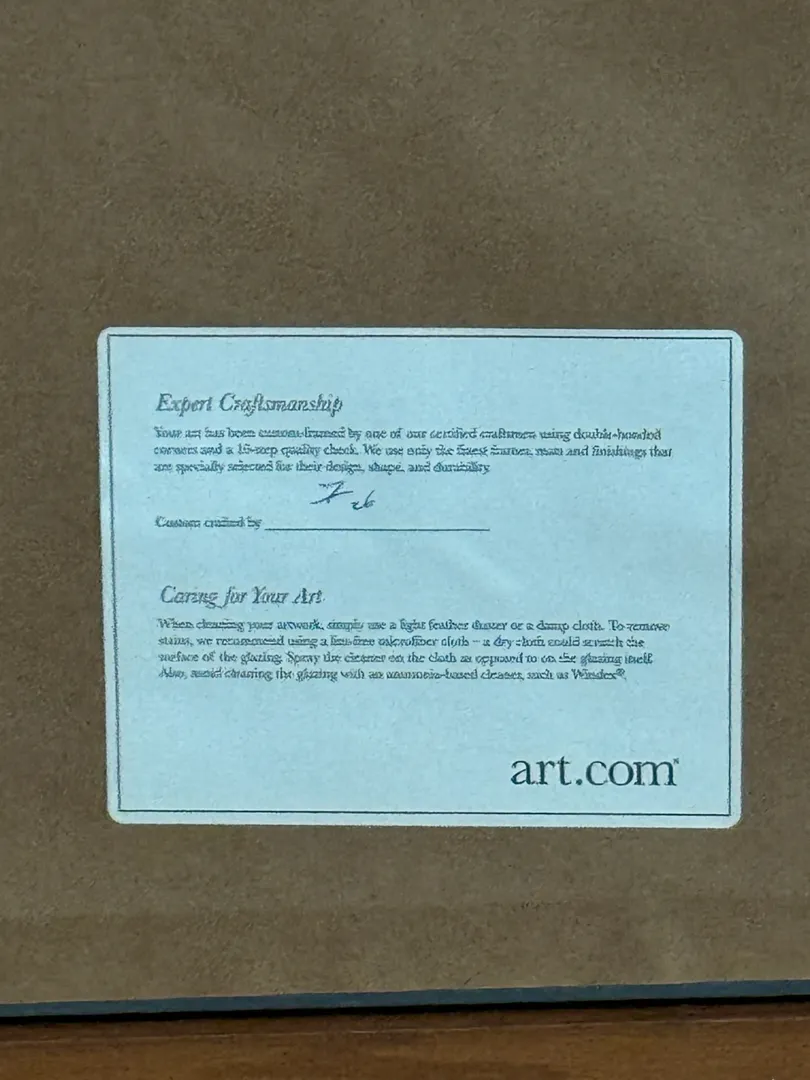 Expert Craftsmanship
Your art has been custom-framed by one of our certified craftsmen using double-bonded
corners and a 15-step quality check. We use only the finest frames, mats and finishings that
are specially selected for their design, shape, and durability.
Custom crafted by
Caring for Your Art
When cleaning your artwork, simply use a light feather duster or a damp cloth. To remove
stains, we recommend using a lint-free microfiber cloth – a dry cloth could scratch the
surface of the glazing. Spray the cleaner on the cloth as opposed to on the glazing itself.
Also, avoid cleaning the glazing with an ammonia-based cleaner, such as Windex®.
art.com